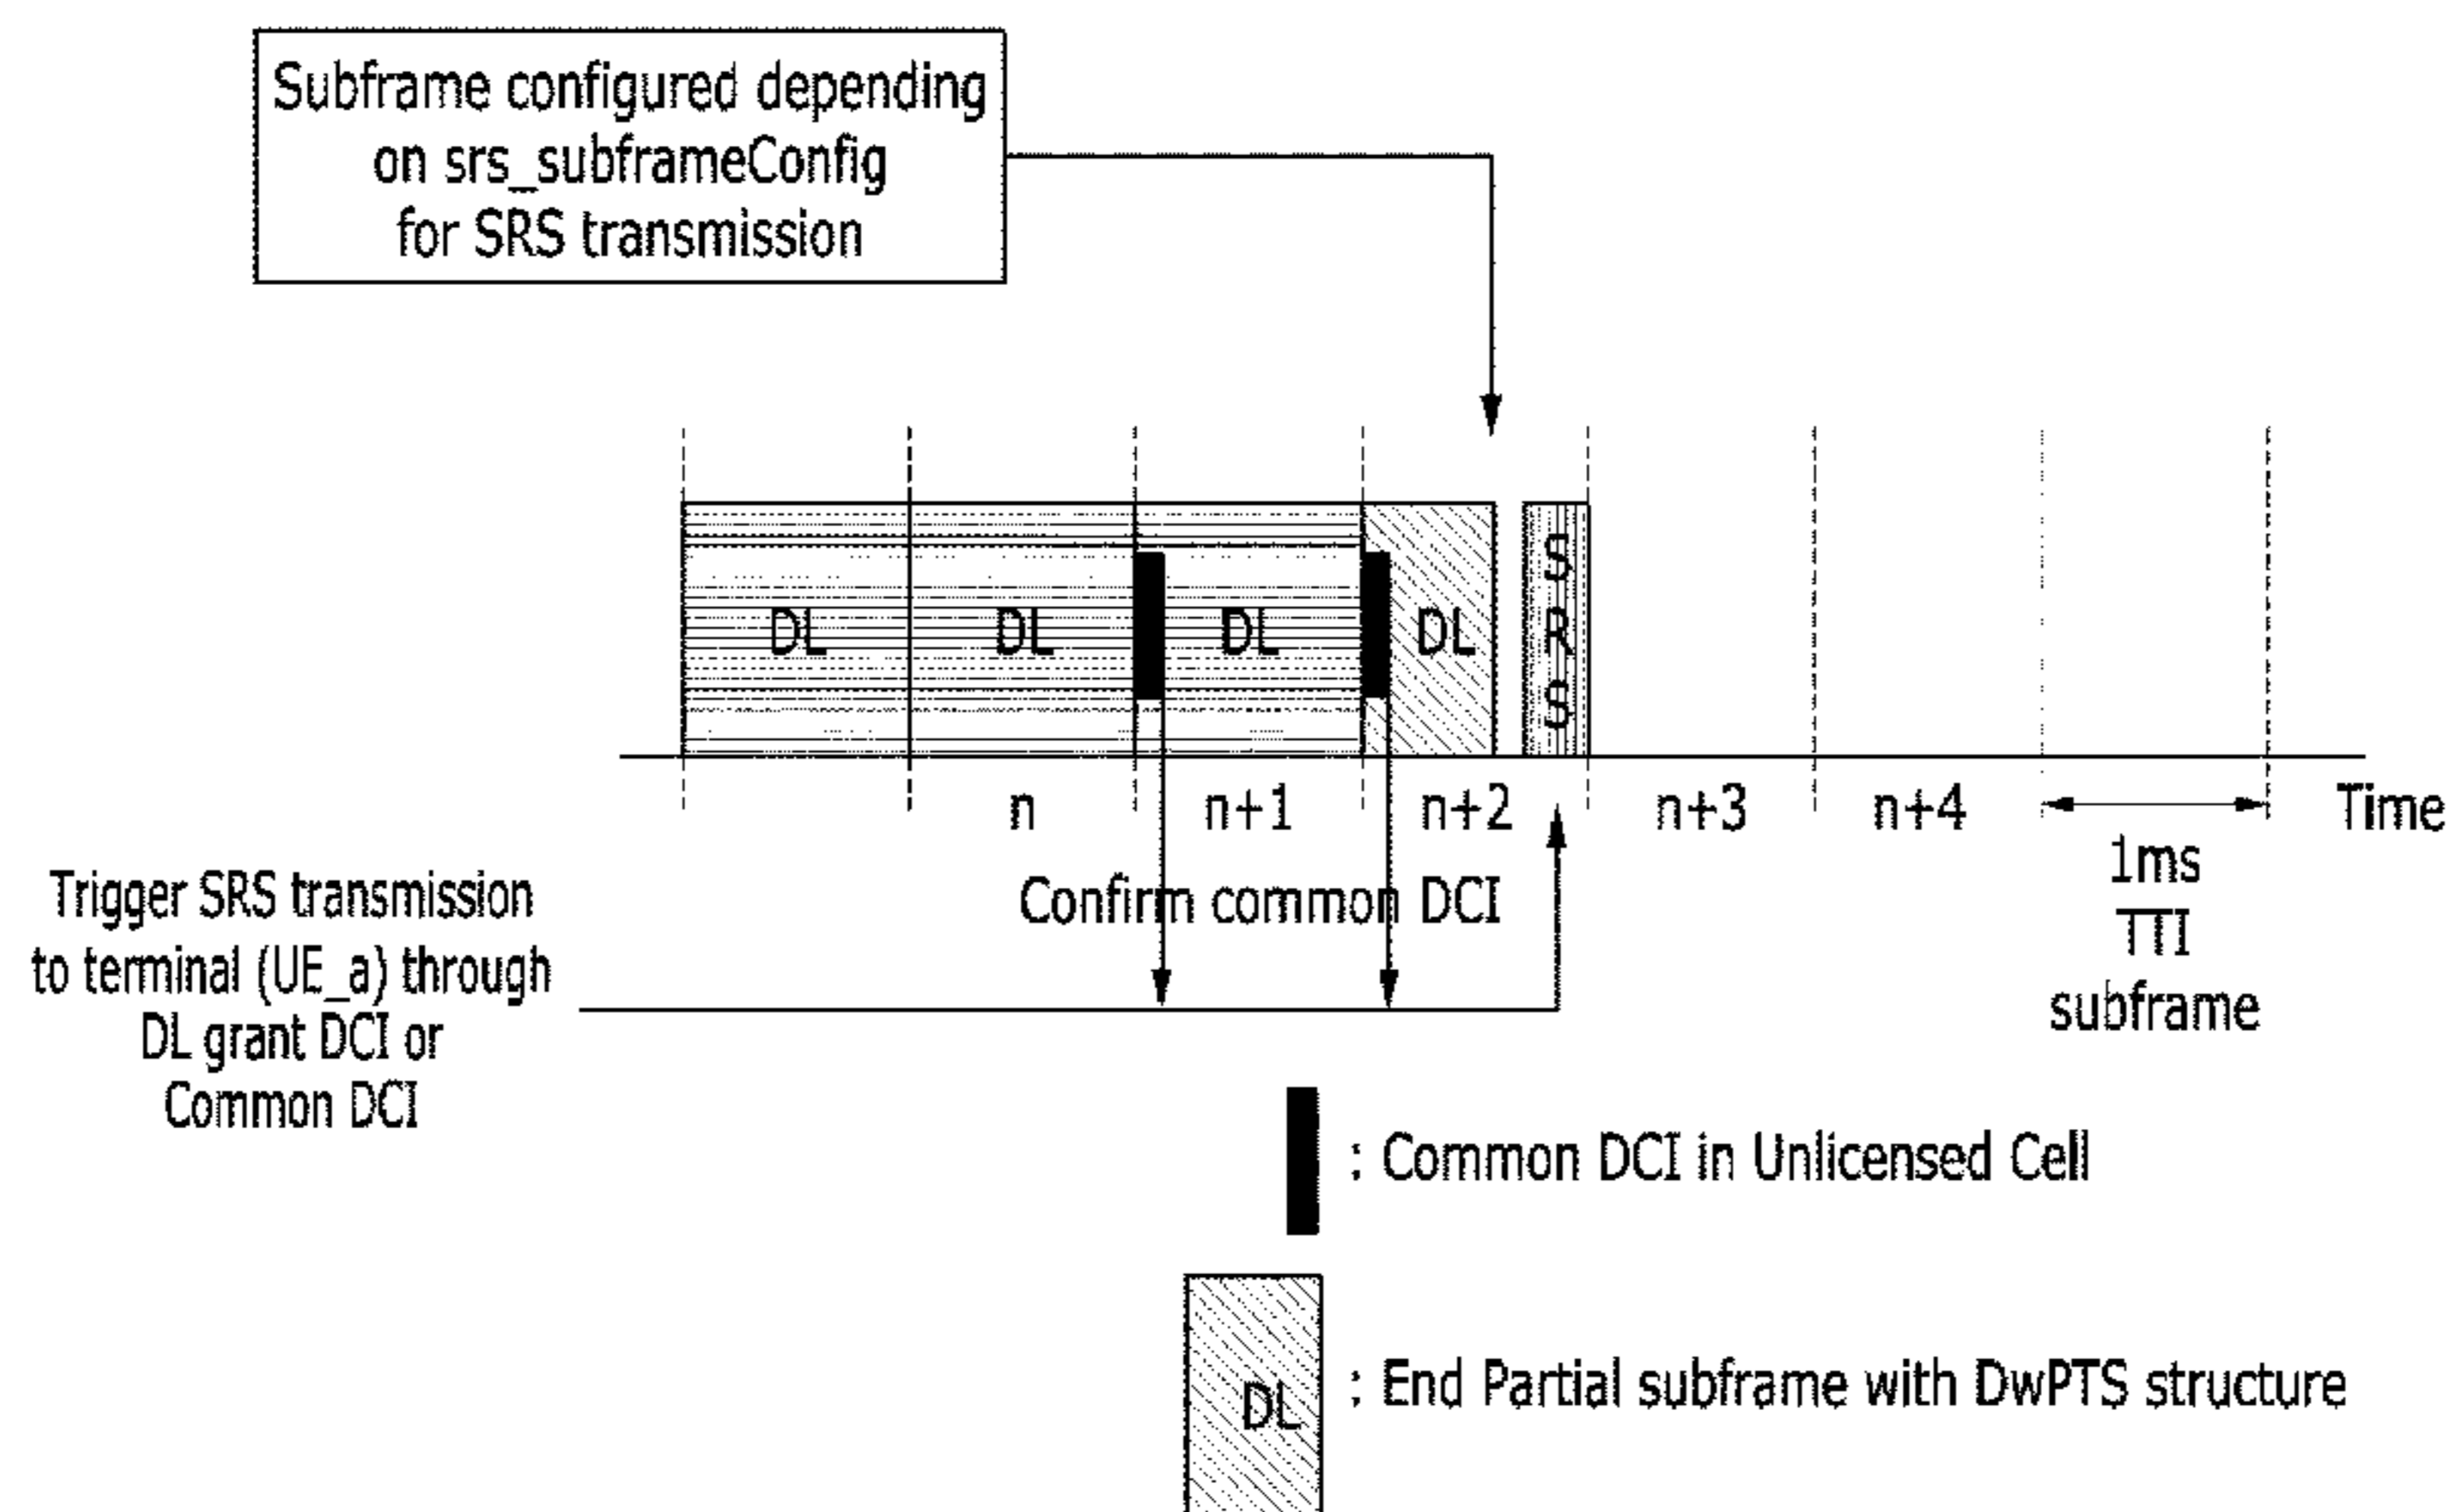 Subframe configured depending
on srs_subframeConfig
for SRS transmission
DL DL DL DL
S
R
S
n n+1 n+2 n+3 n+4 Time
1ms
TTI
subframe
Confirm common DCI
Trigger SRS transmission
to terminal (UE_a) through
DL grant DCI or
Common DCI
: Common DCI in Unlicensed Cell
DL : End Partial subframe with DwPTS structure